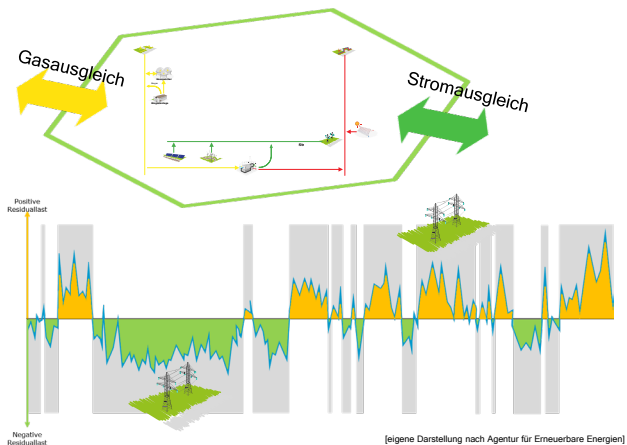 Gasausgleich
Stromausgleich
Positive
Residuallast
Negative
Residuallast
[eigene Darstellung nach Agentur für Erneuerbare Energien]